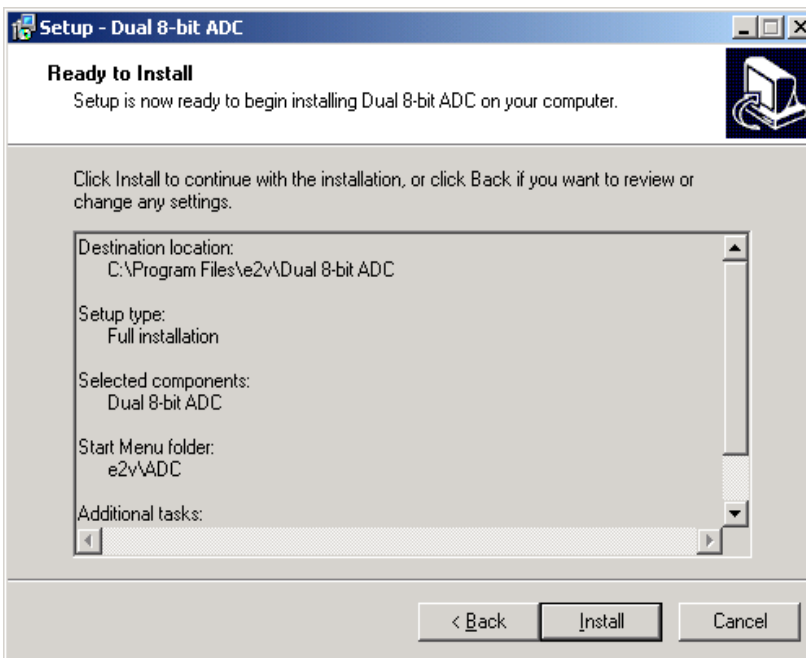 Setup - Dual 8-bit ADC
Ready to Install
Setup is now ready to begin installing Dual 8-bit ADC on your computer.
Click Install to continue with the installation, or click Back if you want to review or
change any settings.
Destination location:
C:\Program Files\e2v\Dual 8-bit ADC
Setup type:
Full installation
Selected components:
Dual 8-bit ADC
Start Menu folder:
e2v\ADC
Additional tasks:
< Back
Install
Cancel